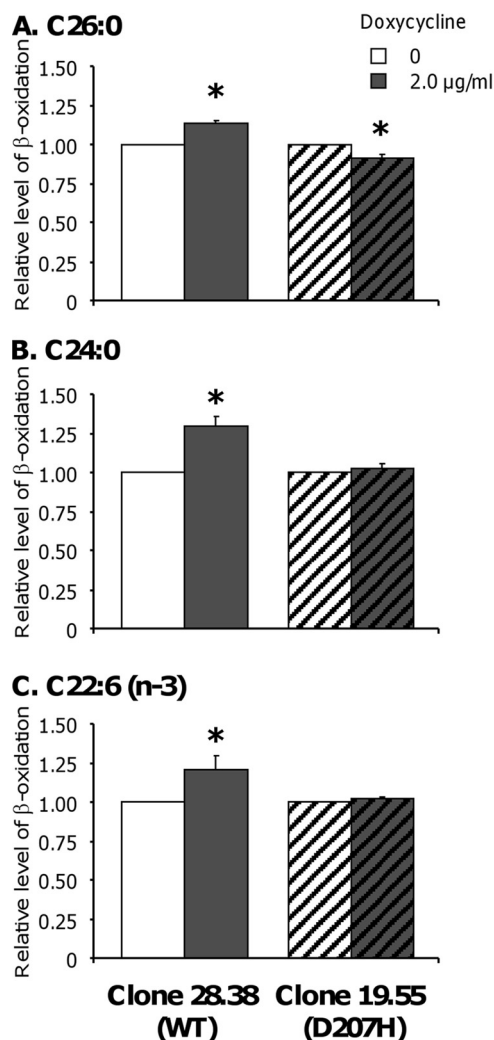 A. C26:0
Doxycycline
0
2.0 µg/ml
Relative level of β-oxidation
1.50
1.25
1.00
0.75
0.50
0.25
0
*
*
B. C24:0
Relative level of β-oxidation
1.50
1.25
1.00
0.75
0.50
0.25
0
*
C. C22:6 (n-3)
Relative level of β-oxidation
1.50
1.25
1.00
0.75
0.50
0.25
0
*
Clone 28.38 Clone 19.55
(WT) (D207H)